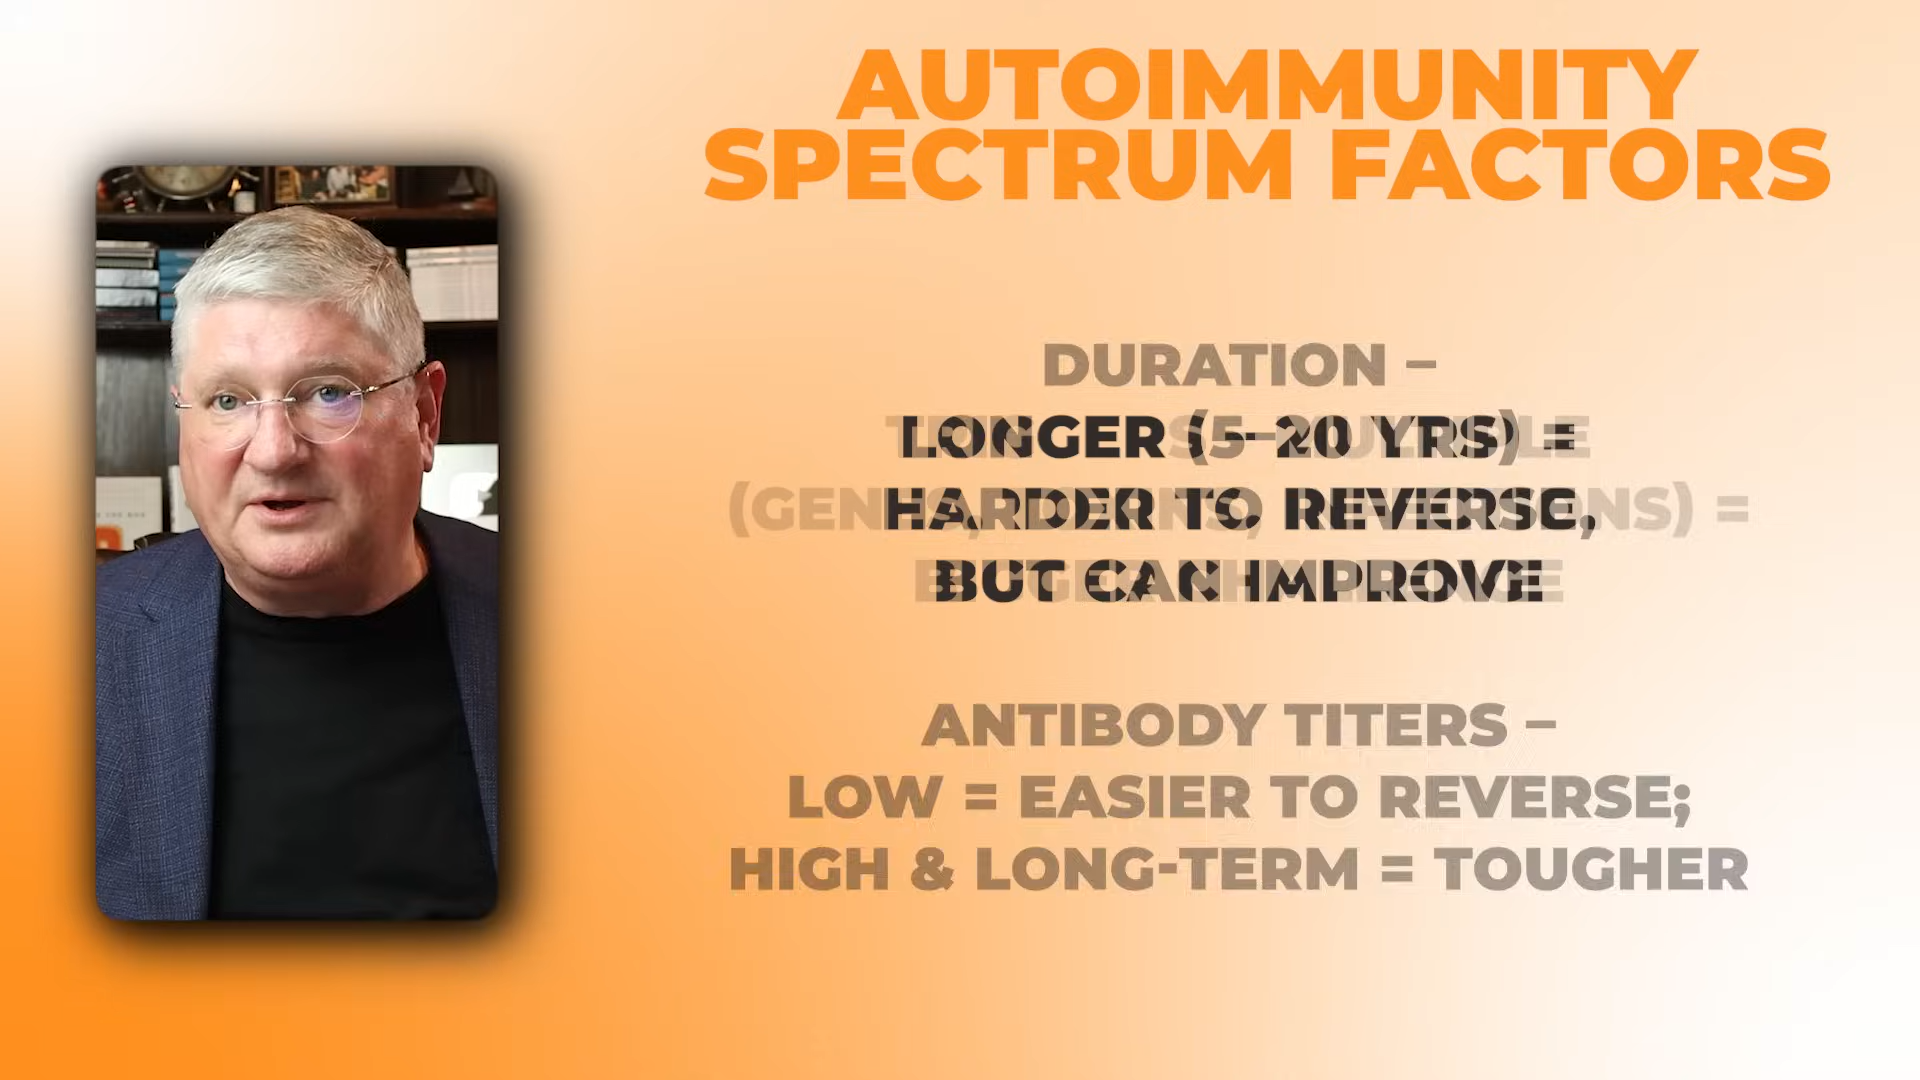 AUTOIMMUNITY
SPECTRUM FACTORS
DURATION –
LONGER (5–20 YRS) =
HARDER TO REVERSE,
BUT CAN IMPROVE
ANTIBODY TITERS –
LOW = EASIER TO REVERSE;
HIGH & LONG-TERM = TOUGHER